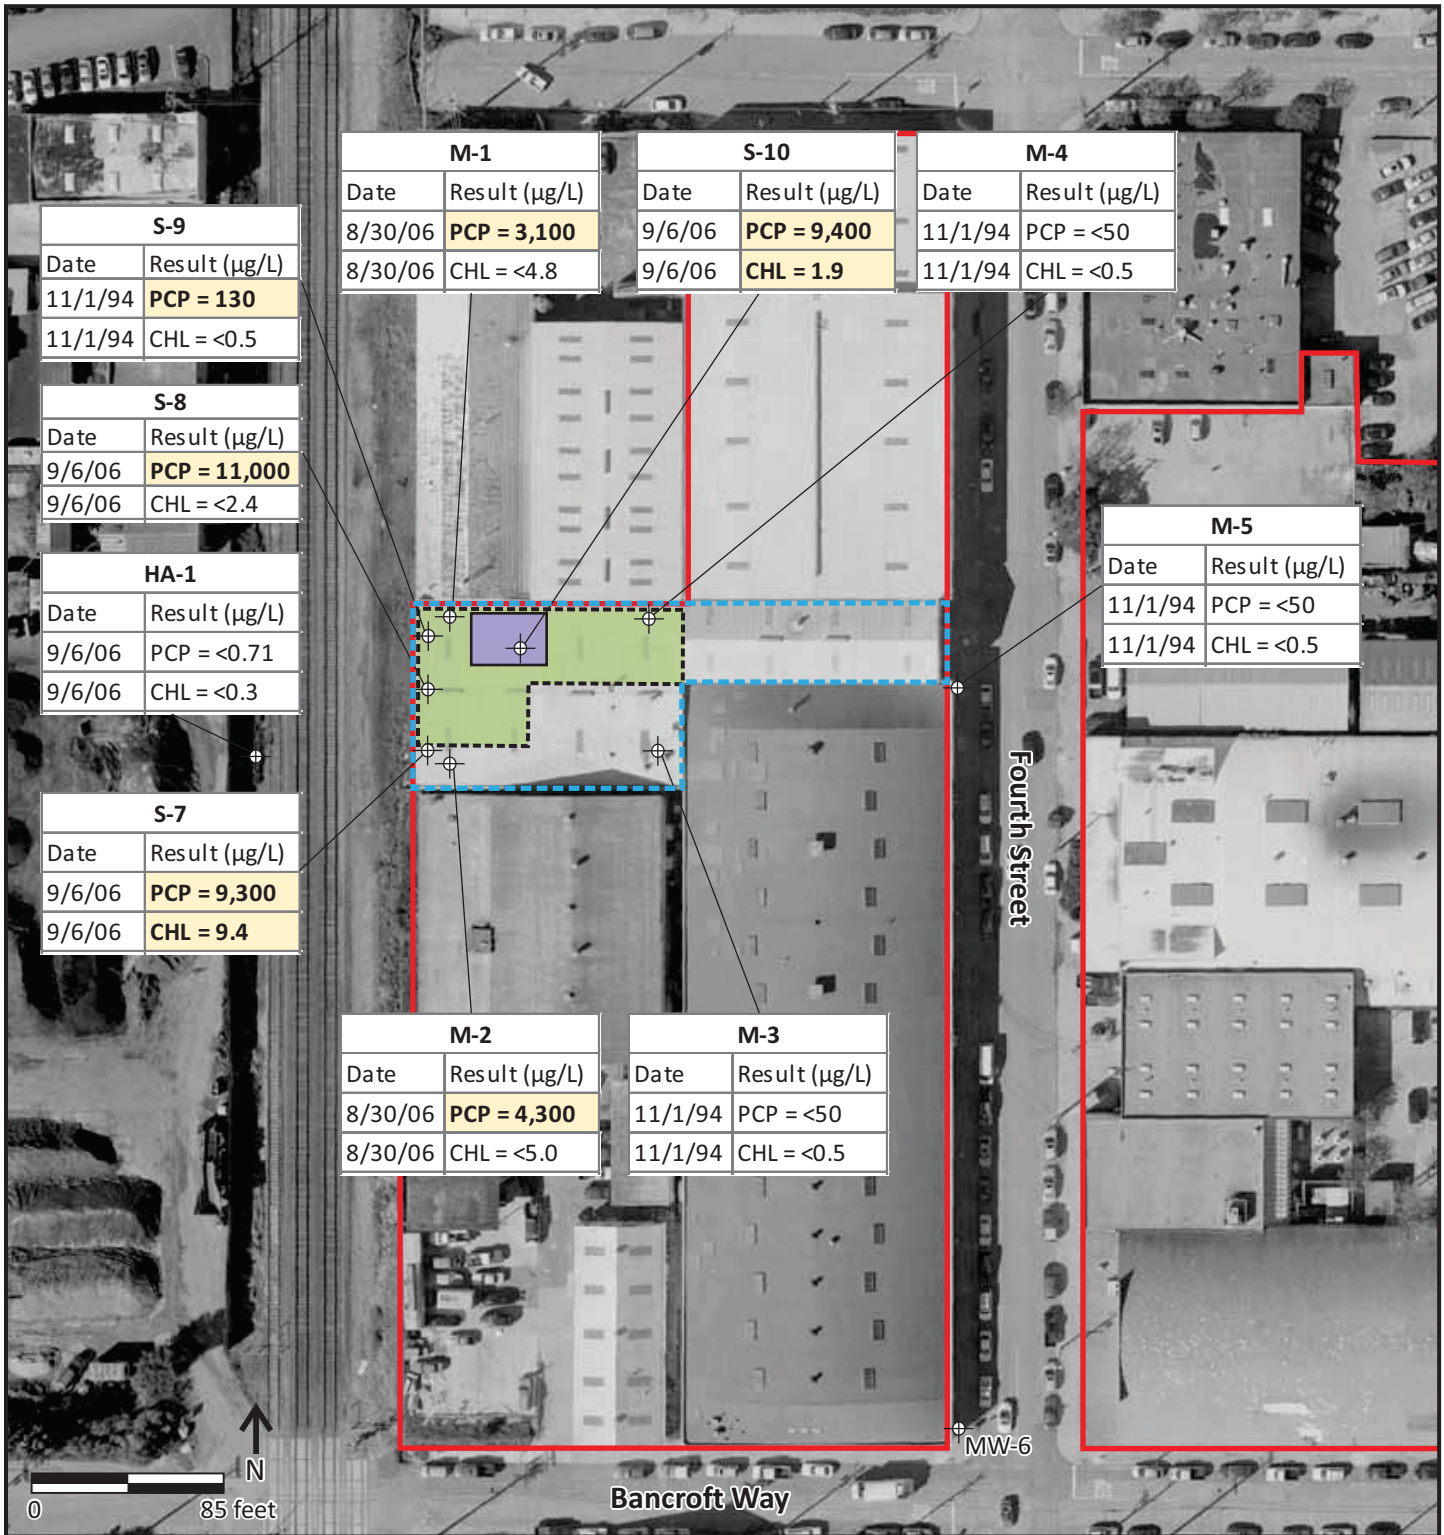 M-1
Date Result (µg/L)
8/30/06 PCP = 3,100
8/30/06 CHL = <4.8
S-10
Date Result (µg/L)
9/6/06 PCP = 9,400
9/6/06 CHL = 1.9
M-4
Date Result (µg/L)
11/1/94 PCP = <50
11/1/94 CHL = <0.5
S-9
Date Result (µg/L)
11/1/94 PCP = 130
11/1/94 CHL = <0.5
S-8
Date Result (µg/L)
9/6/06 PCP = 11,000
9/6/06 CHL = <2.4
HA-1
Date Result (µg/L)
9/6/06 PCP = <0.71
9/6/06 CHL = <0.3
M-5
Date Result (µg/L)
11/1/94 PCP = <50
11/1/94 CHL = <0.5
S-7
Date Result (µg/L)
9/6/06 PCP = 9,300
9/6/06 CHL = 9.4
Fourth Street
M-2
Date Result (µg/L)
8/30/06 PCP = 4,300
8/30/06 CHL = <5.0
M-3
Date Result (µg/L)
11/1/94 PCP = <50
11/1/94 CHL = <0.5
MW-6
N
0 85 feet
Bancroft Way